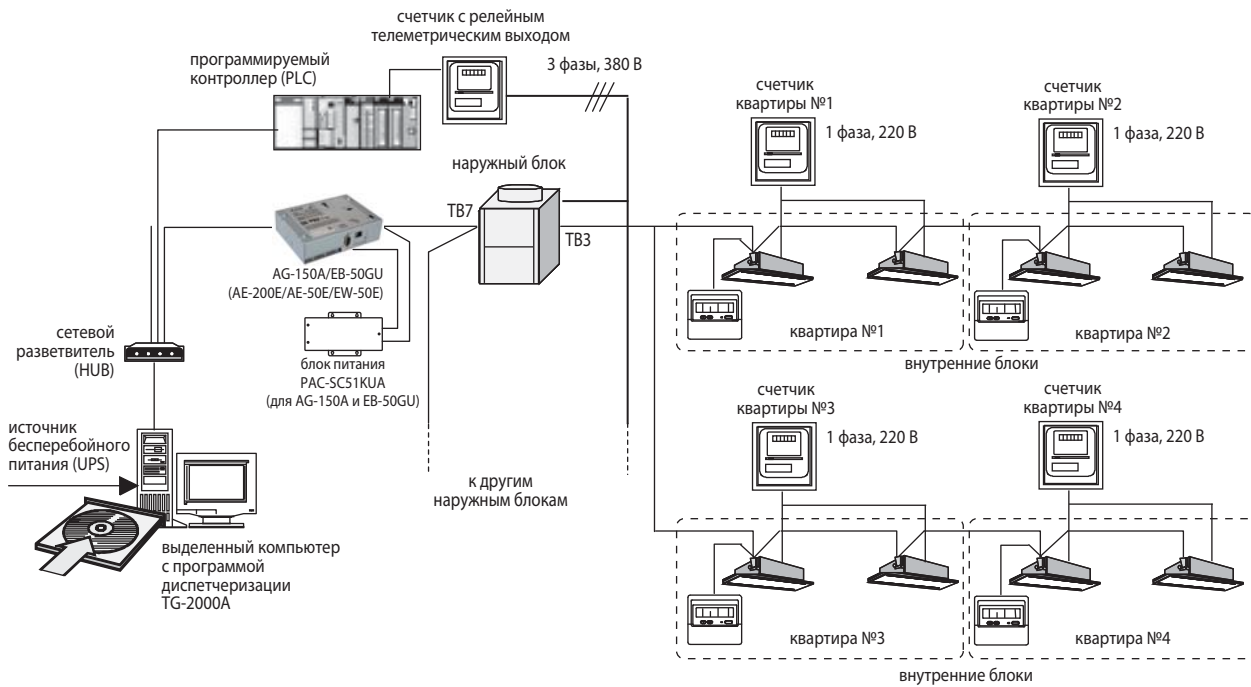 счетчик с релейным
телеметрическим выходом
программируемый
контроллер (PLC)
3 фазы, 380 В
наружный блок
TB7
TB3
AG-150A/EB-50GU
(AE-200E/AE-50E/EW-50E)
сетевой
разветвитель
(HUB)
блок питания
PAC-SC51KUA
(для AG-150A и EB-50GU)
источник
бесперебойного
питания (UPS)
к другим
наружным блокам
выделенный компьютер
с программой
диспетчеризации
TG-2000A
счетчик
квартиры №1
1 фаза, 220 В
счетчик
квартиры №2
1 фаза, 220 В
квартира №1
квартира №2
внутренние блоки
счетчик
квартиры №3
1 фаза, 220 В
счетчик
квартиры №4
1 фаза, 220 В
квартира №3
квартира №4
внутренние блоки